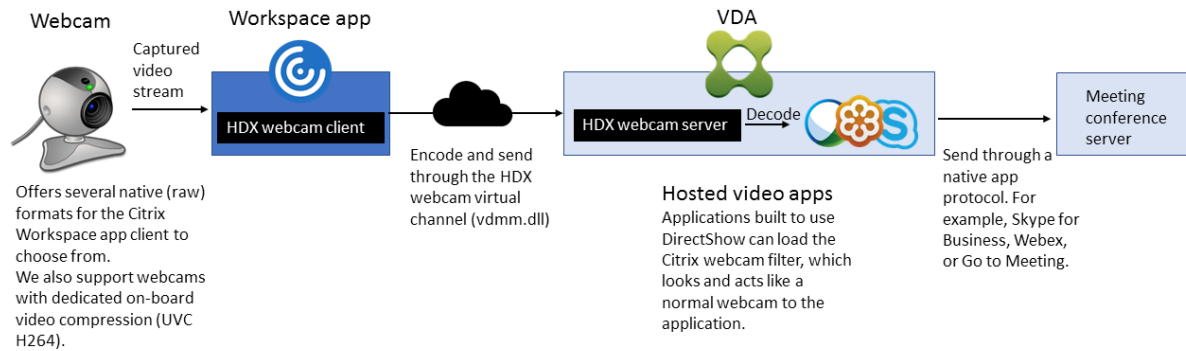 Webcam
Workspace app
VDA
Captured
video
stream
HDX webcam client
HDX webcam server
Decode
S
Meeting
conference
server
Offers several native (raw)
formats for the Citrix
Workspace app client to
choose from.
We also support webcams
with dedicated on-board
video compression (UVC
H264).
Encode and send
through the HDX
webcam virtual
channel (vdmm.dll)
Hosted video apps
Applications built to use
DirectShow can load the
Citrix webcam filter, which
looks and acts like a
normal webcam to the
application.
Send through a
native app
protocol. For
example, Skype for
Business, Webex,
or Go to Meeting.